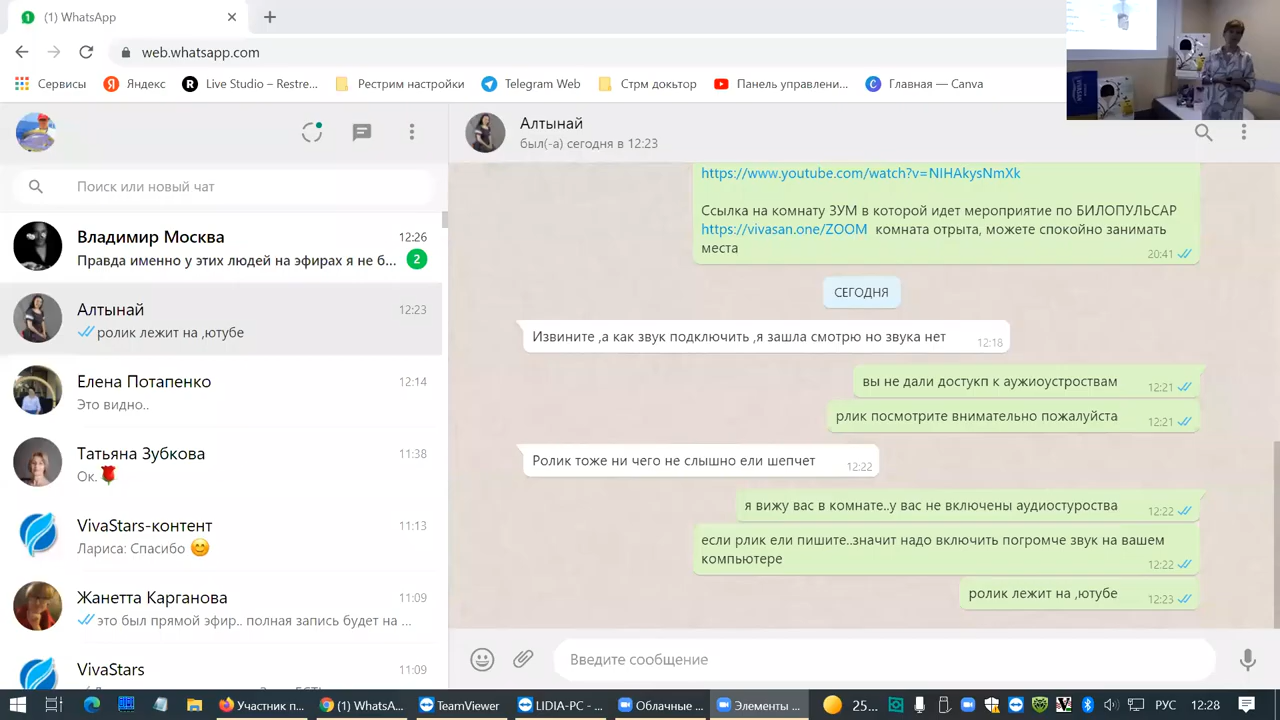 (1) WhatsApp
web.whatsapp.com
Сервисы
Яндекс
Live Studio – Restre...
Рестрим настройки
Telegram Web
Стрм доктор
Панель управлени...
Главная — Canva
Поиск или новый чат
Владимир Москва
12:26
Правда именно у этих людей на эфирах я не б...
2
Алтынай
12:23
ролик лежит на ,ютубе
Елена Потапенко
12:14
Это видно..
Татьяна Зубкова
11:38
Ок.
VivaStars-контент
11:13
Лариса: Спасибо
Жанетта Карганова
11:09
это был прямой эфир.. полная запись будет на ...
VivaStars
11:09
Алтынай
был(-а) сегодня в 12:23
https://www.youtube.com/watch?v=NIHAkysNmXk
Ссылка на комнату ЗУМ в которой идет мероприятие по БИЛОПУЛЬСАР
https://vivasan.one/ZOOM комната отрыта, можете спокойно занимать
места
20:41
СЕГОДНЯ
Извините ,а как звук подключить ,я зашла смотрю но звука нет
12:18
вы не дали достукп к аужиоустроствам
12:21
рлик посмотрите внимательно пожалуйста
12:21
Ролик тоже ни чего не слышно ели шепчет
12:22
я вижу вас в комнате..у вас не включены аудиостуроства
12:22
если рлик ели пишите..значит надо включить погромче звук на вашем
компьютере
12:22
ролик лежит на ,ютубе
12:23
Введите сообщение
Участник п...
(1) WhatsA...
TeamViewer
LIDIA-PC - ...
Облачные ...
Элементы ...
25...
РУС
12:28